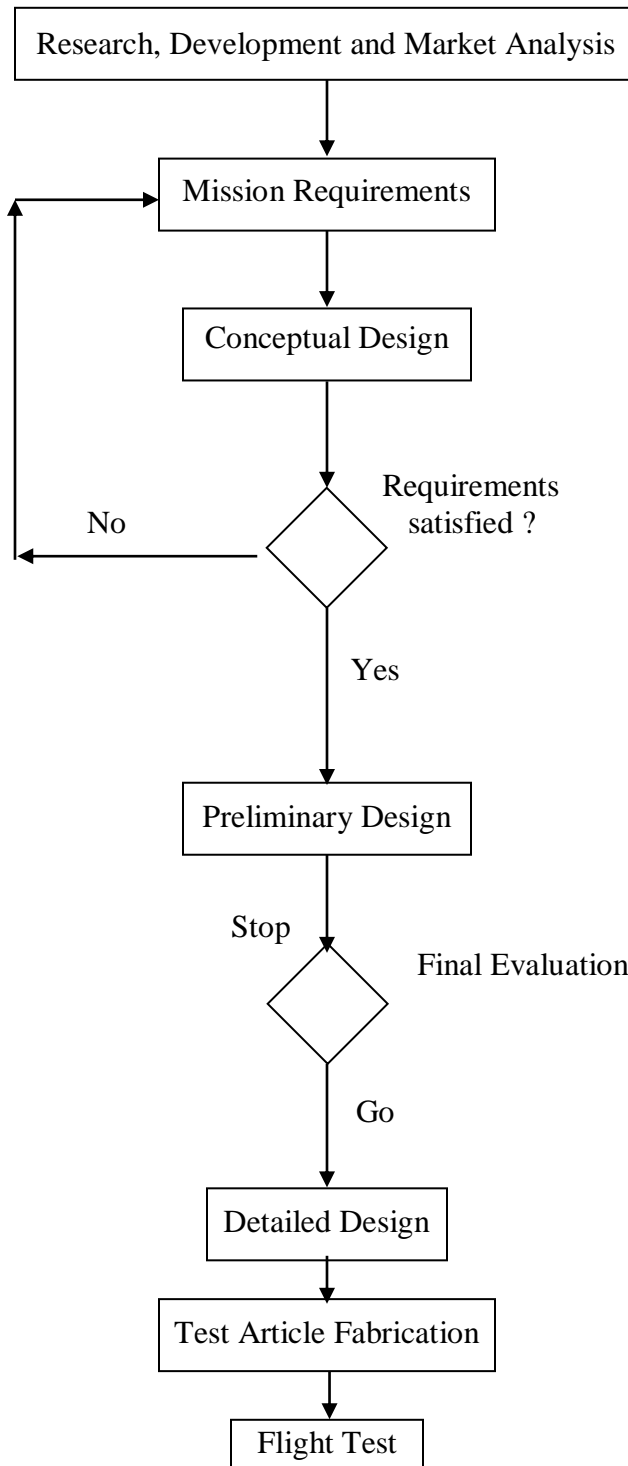 Research, Development and Market Analysis
Mission Requirements
Conceptual Design
Requirements
satisfied ?
No
Yes
Preliminary Design
Stop
Final Evaluation
Go
Detailed Design
Test Article Fabrication
Flight Test